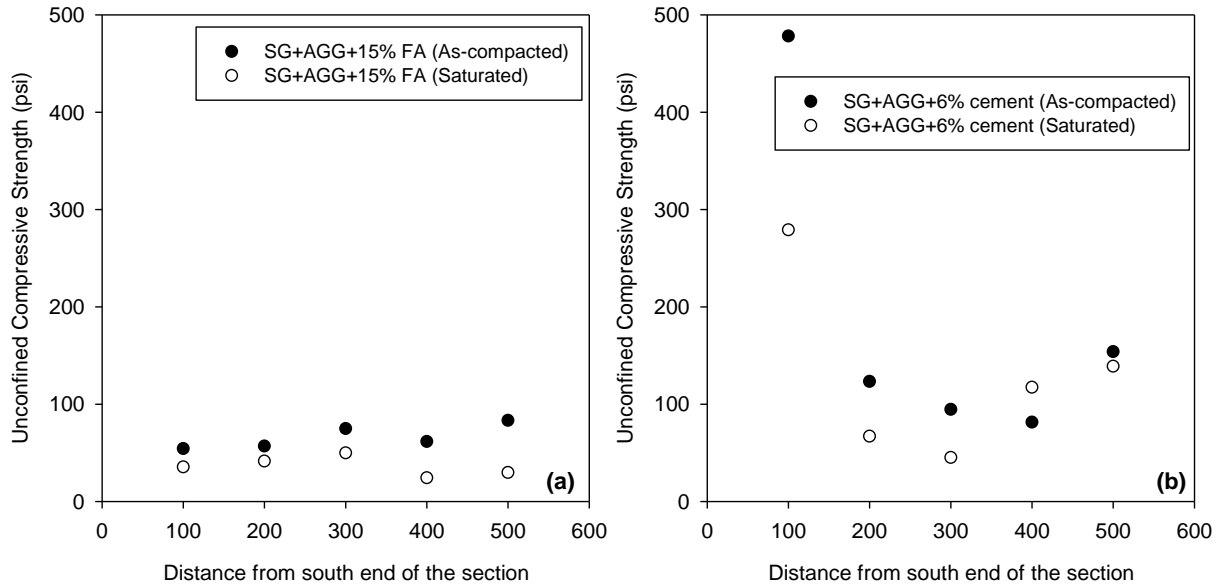 Unconfined Compressive Strength (psi)
500
400
300
200
100
0
SG+AGG+15% FA (As-compacted)
SG+AGG+15% FA (Saturated)
(a)
0 100 200 300 400 500 600
Distance from south end of the section
Unconfined Compressive Strength (psi)
500
400
300
200
100
0
SG+AGG+6% cement (As-compacted)
SG+AGG+6% cement (Saturated)
(b)
0 100 200 300 400 500 600
Distance from south end of the section